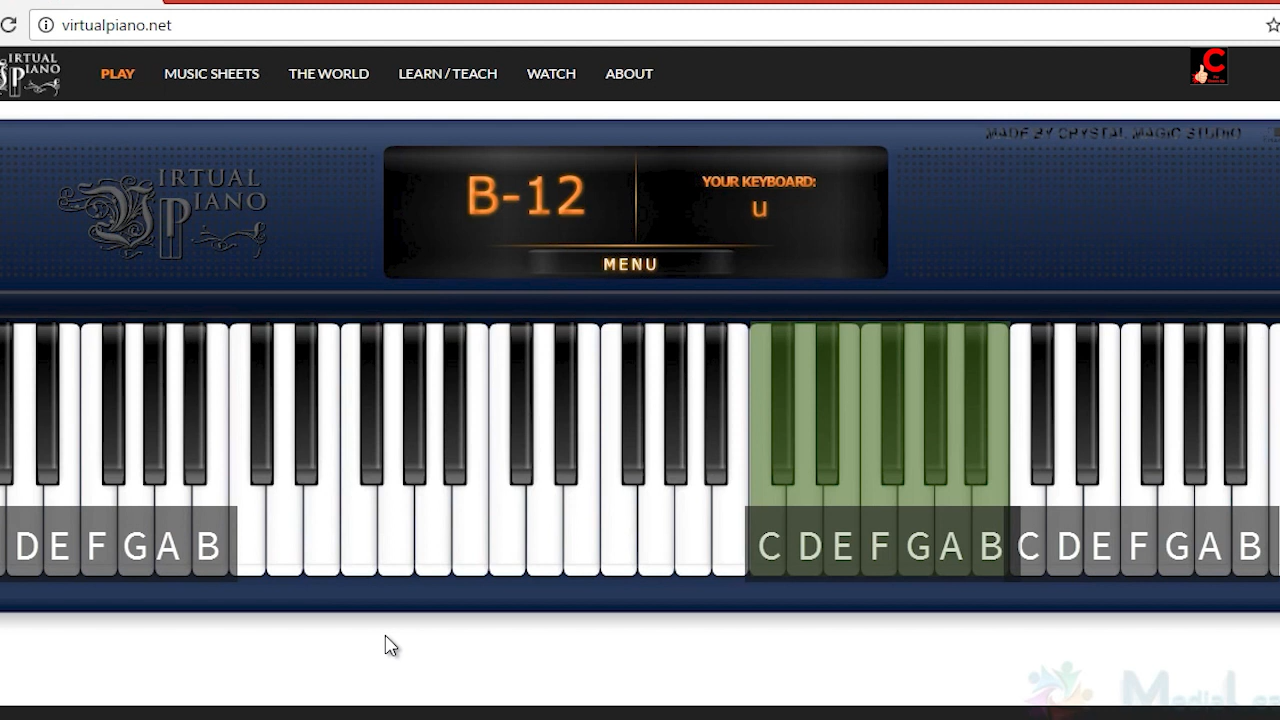 virtualpiano.net
IRTUAL
PIANO
PLAY
MUSIC SHEETS
THE WORLD
LEARN / TEACH
WATCH
ABOUT
C
MADE BY CRYSTAL MAGIC STUDIO
IRTUAL
PIANO
B-12
YOUR KEYBOARD:
u
MENU
D E F G A B
C D E F G A B
C D E F G A B